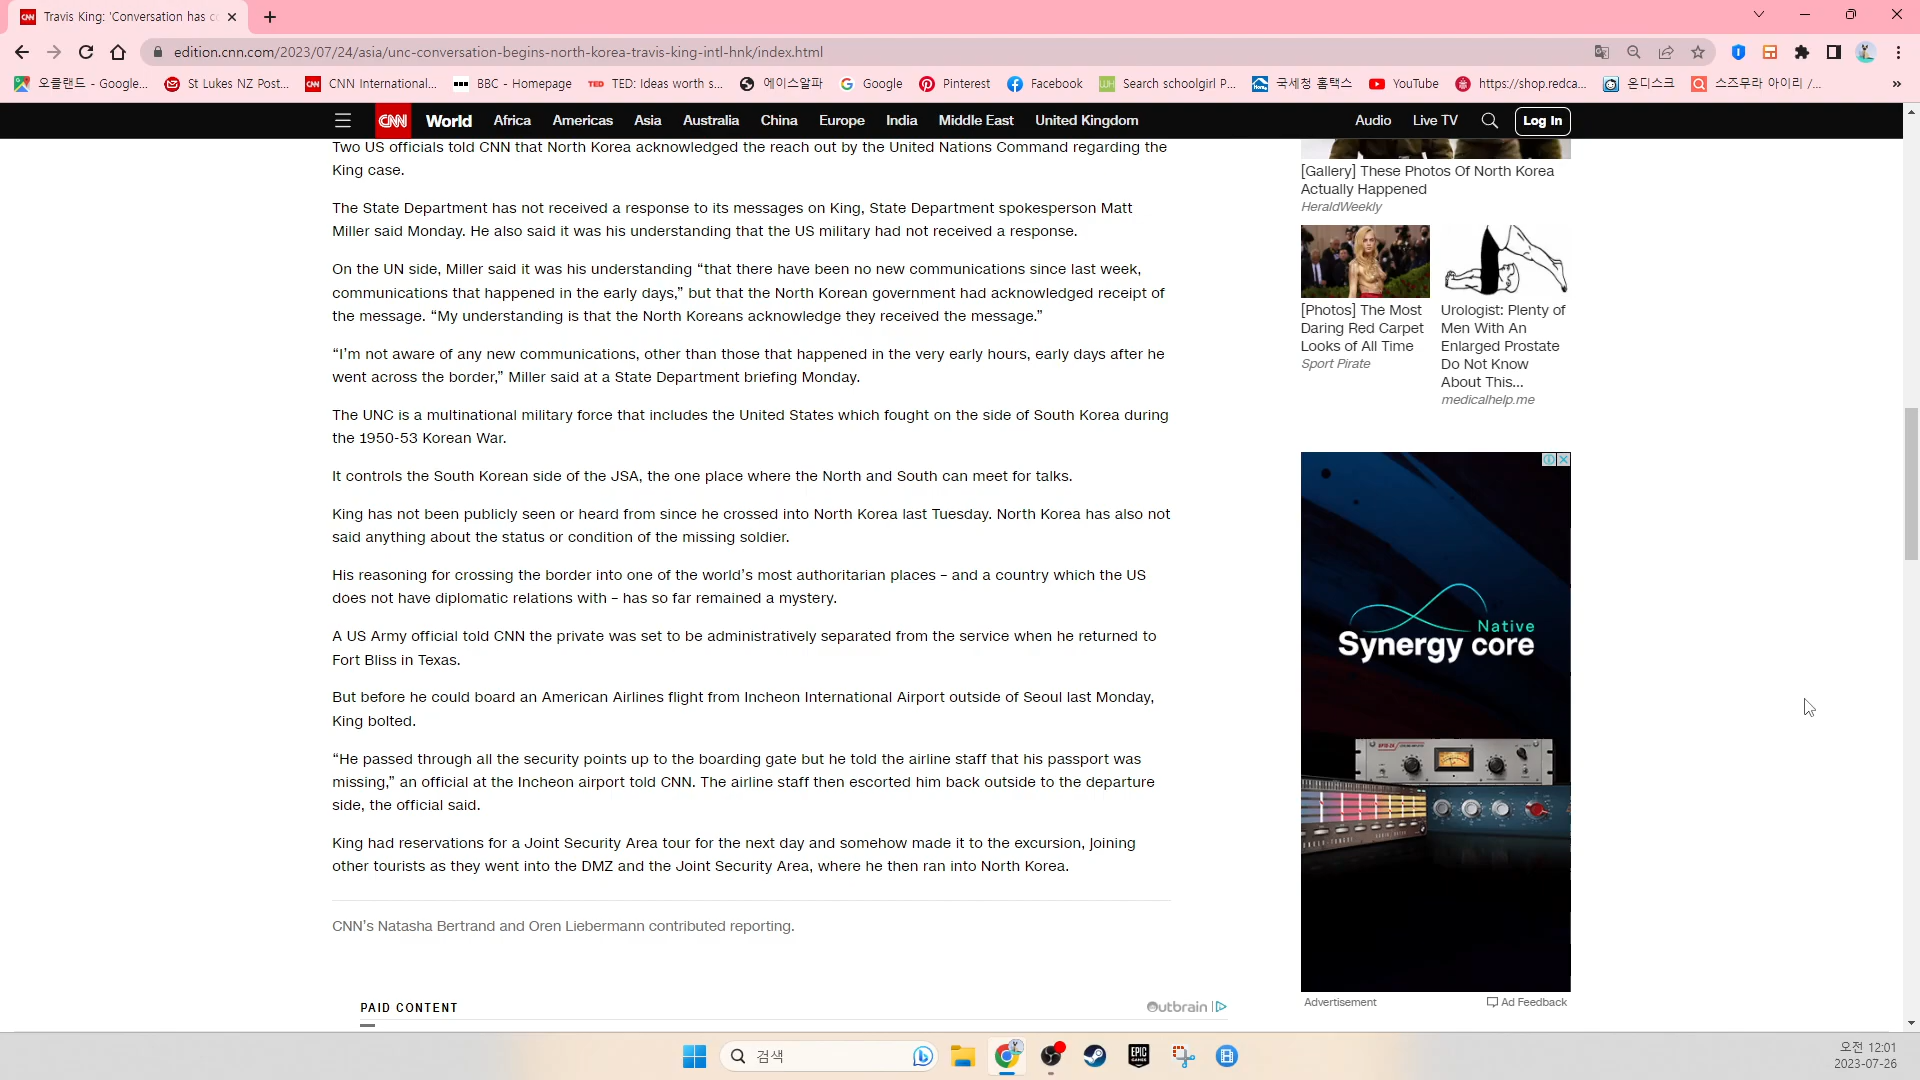 Travis King: 'Conversation has c
edition.cnn.com/2023/07/24/asia/unc-conversation-begins-north-korea-travis-king-intl-hnk/index.html
오클랜드 - Google...
St Lukes NZ Post...
CNN International...
BBC - Homepage
TED: Ideas worth s...
에이스알파
Google
Pinterest
Facebook
Search schoolgirl P...
국세청 홈택스
YouTube
https://shop.redca...
온디스크
스즈무라 아이리 /...
CNN World Africa Americas Asia Australia China Europe India Middle East United Kingdom Audio Live TV Log In
Two US officials told CNN that North Korea acknowledged the reach out by the United Nations Command regarding the
King case.
The State Department has not received a response to its messages on King, State Department spokesperson Matt
Miller said Monday. He also said it was his understanding that the US military had not received a response.
On the UN side, Miller said it was his understanding “that there have been no new communications since last week,
communications that happened in the early days,” but that the North Korean government had acknowledged receipt of
the message. “My understanding is that the North Koreans acknowledge they received the message.”
“I’m not aware of any new communications, other than those that happened in the very early hours, early days after he
went across the border,” Miller said at a State Department briefing Monday.
The UNC is a multinational military force that includes the United States which fought on the side of South Korea during
the 1950-53 Korean War.
It controls the South Korean side of the JSA, the one place where the North and South can meet for talks.
King has not been publicly seen or heard from since he crossed into North Korea last Tuesday. North Korea has also not
said anything about the status or condition of the missing soldier.
His reasoning for crossing the border into one of the world’s most authoritarian places – and a country which the US
does not have diplomatic relations with – has so far remained a mystery.
A US Army official told CNN the private was set to be administratively separated from the service when he returned to
Fort Bliss in Texas.
But before he could board an American Airlines flight from Incheon International Airport outside of Seoul last Monday,
King bolted.
“He passed through all the security points up to the boarding gate but he told the airline staff that his passport was
missing,” an official at the Incheon airport told CNN. The airline staff then escorted him back outside to the departure
side, the official said.
King had reservations for a Joint Security Area tour for the next day and somehow made it to the excursion, joining
other tourists as they went into the DMZ and the Joint Security Area, where he then ran into North Korea.
CNN’s Natasha Bertrand and Oren Liebermann contributed reporting.
PAID CONTENT
Outbrain
[Gallery] These Photos Of North Korea
Actually Happened
HeraldWeekly
[Photos] The Most
Daring Red Carpet
Looks of All Time
Sport Pirate
Urologist: Plenty of
Men With An
Enlarged Prostate
Do Not Know
About This...
medicalhelp.me
Native
Synergy core
Advertisement
Ad Feedback
검색
EPIC
GAMES
오전 12:01
2023-07-26